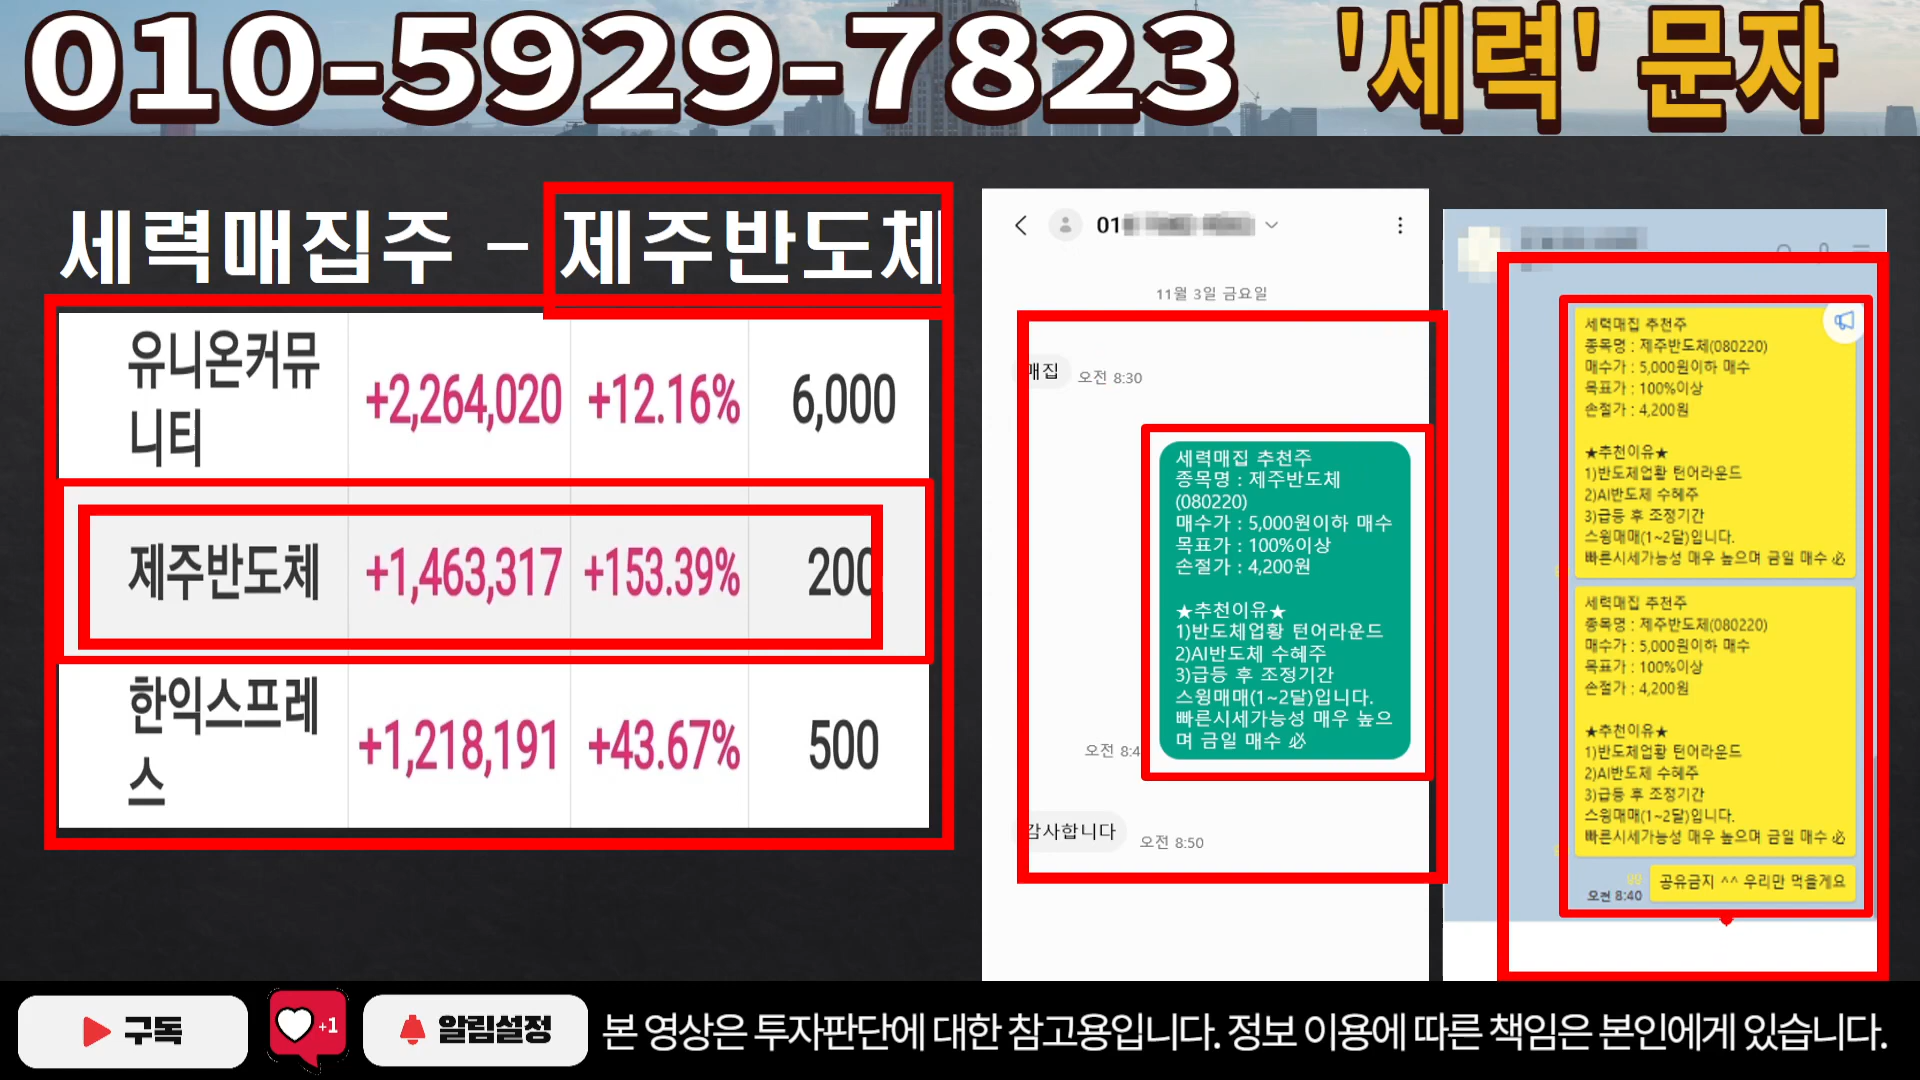 010-5929-7823 '세력' 문자
세력매집주 - 제주반도체
유니온커뮤
니티
+2,264,020 +12.16% 6,000
제주반도체 +1,463,317 +153.39% 200
한익스프레
스
+1,218,191 +43.67% 500
01
11월 3일 금요일
매집 오전 8:30
세력매집 추천주
종목명 : 제주반도체
(080220)
매수가 : 5,000원이하 매수
목표가 : 100%이상
손절가 : 4,200원
★추천이유★
1)반도체업황 턴어라운드
2)AI반도체 수혜주
3)급등 후 조정기간
스윙매매(1~2달)입니다.
빠른시세가능성 매우 높으
며 금일 매수 必
오전 8:4
감사합니다 오전 8:50
세력매집 추천주
종목명 : 제주반도체(080220)
매수가 : 5,000원이하 매수
목표가 : 100%이상
손절가 : 4,200원
★추천이유★
1)반도체업황 턴어라운드
2)AI반도체 수혜주
3)급등 후 조정기간
스윙매매(1~2달)입니다.
빠른시세가능성 매우 높으며 금일 매수 必
세력매집 추천주
종목명 : 제주반도체(080220)
매수가 : 5,000원이하 매수
목표가 : 100%이상
손절가 : 4,200원
★추천이유★
1)반도체업황 턴어라운드
2)AI반도체 수혜주
3)급등 후 조정기간
스윙매매(1~2달)입니다.
빠른시세가능성 매우 높으며 금일 매수 必
오전 8:40 공유금지 ^^ 우리만 먹을게요
구독 +1 알림설정 본 영상은 투자판단에 대한 참고용입니다. 정보 이용에 따른 책임은 본인에게 있습니다.